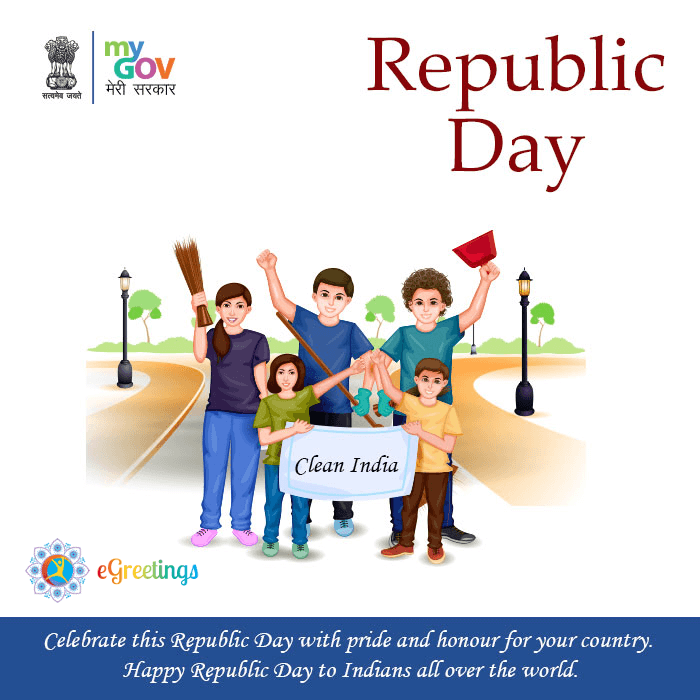 सत्यमेव जयते
my
GOV
मेरी सरकार
Republic
Day
Clean India
eGreetings
Celebrate this Republic Day with pride and honour for your country.
Happy Republic Day to Indians all over the world.